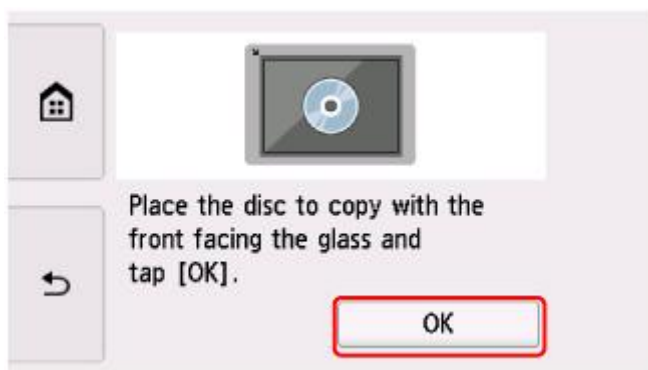 Place the disc to copy with the
front facing the glass and
tap [OK].
OK